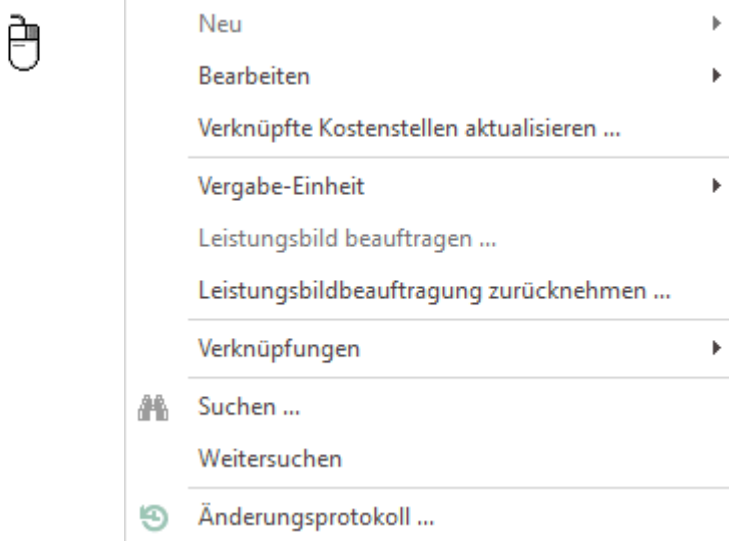 Neu
Bearbeiten
Verknüpfte Kostenstellen aktualisieren ...
Vergabe-Einheit
Leistungsbild beauftragen ...
Leistungsbildbeauftragung zurücknehmen ...
Verknüpfungen
Suchen ...
Weitersuchen
Änderungsprotokoll ...